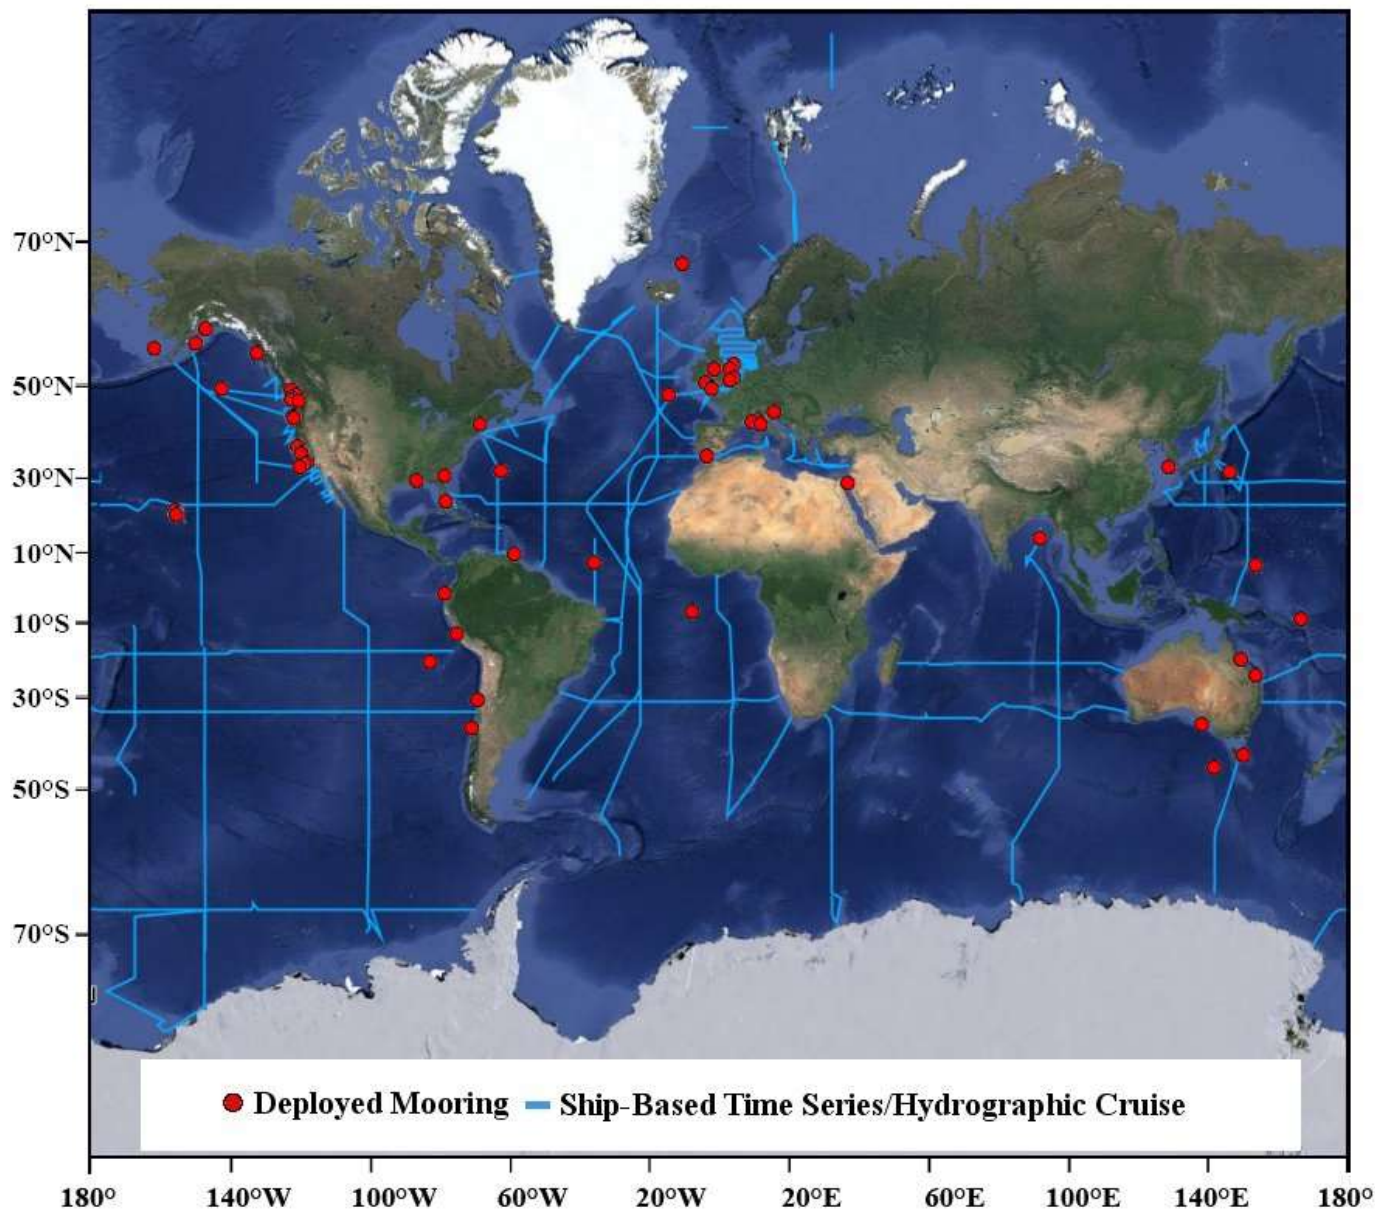 70°N
50°N
30°N
10°N
10°S
30°S
50°S
70°S
Deployed Mooring Ship-Based Time Series/Hydrographic Cruise
180° 140°W 100°W 60°W 20°W 20°E 60°E 100°E 140°E 180°